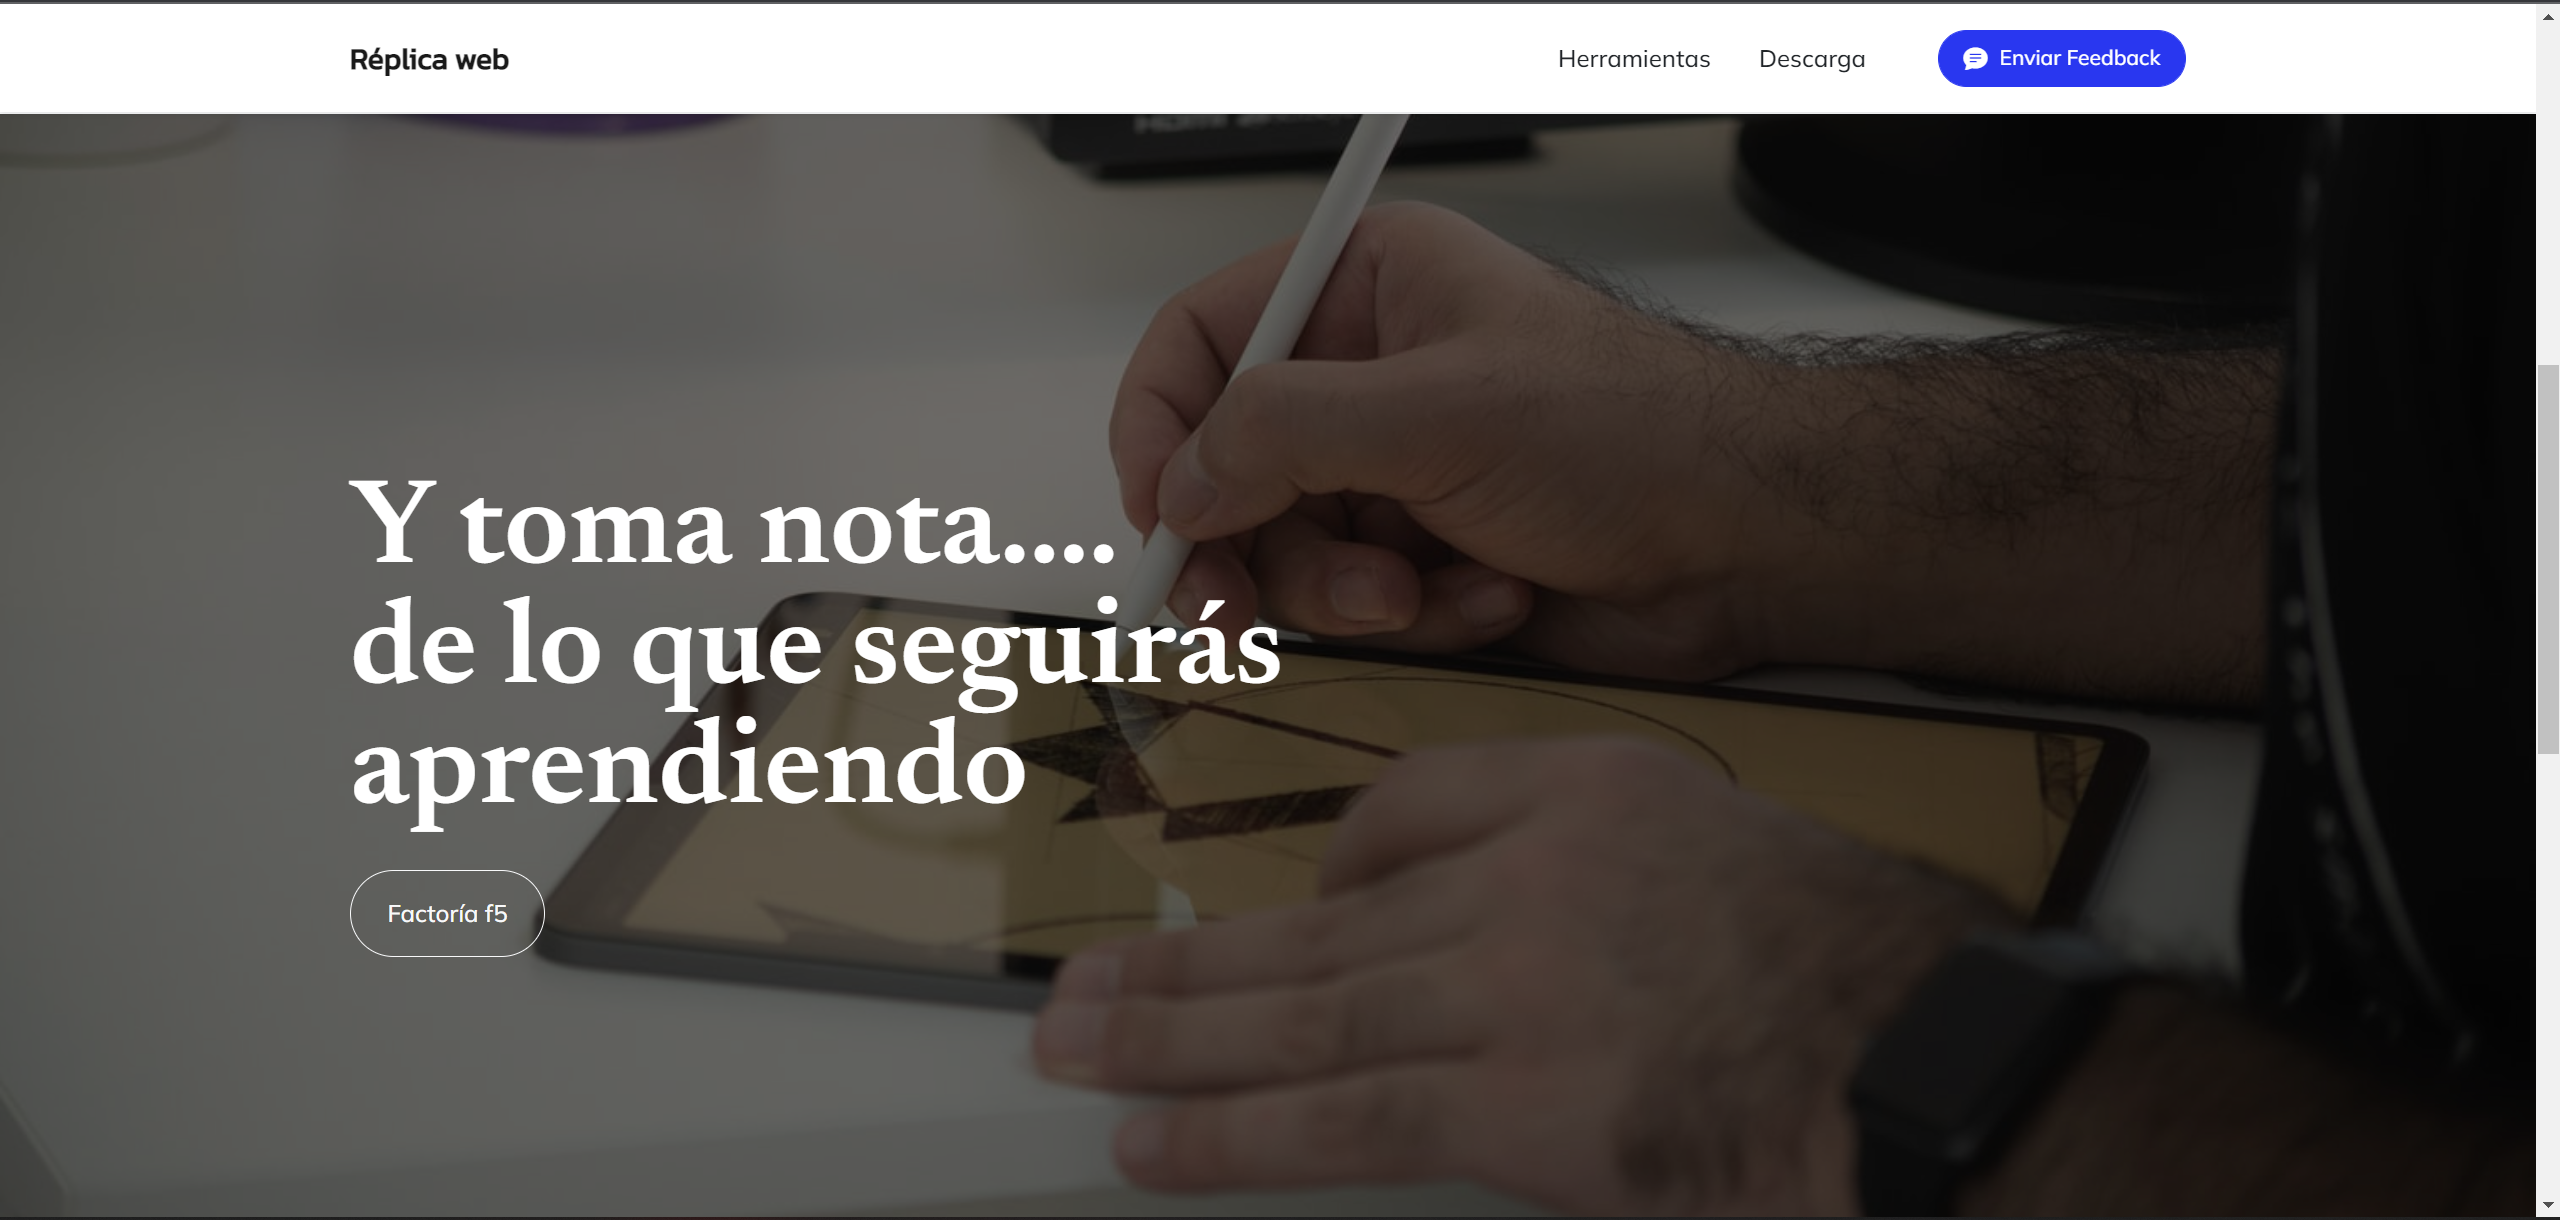 Réplica web
Herramientas
Descarga
Enviar Feedback
Y toma nota....
de lo que seguirás
aprendiendo
Factoría f5